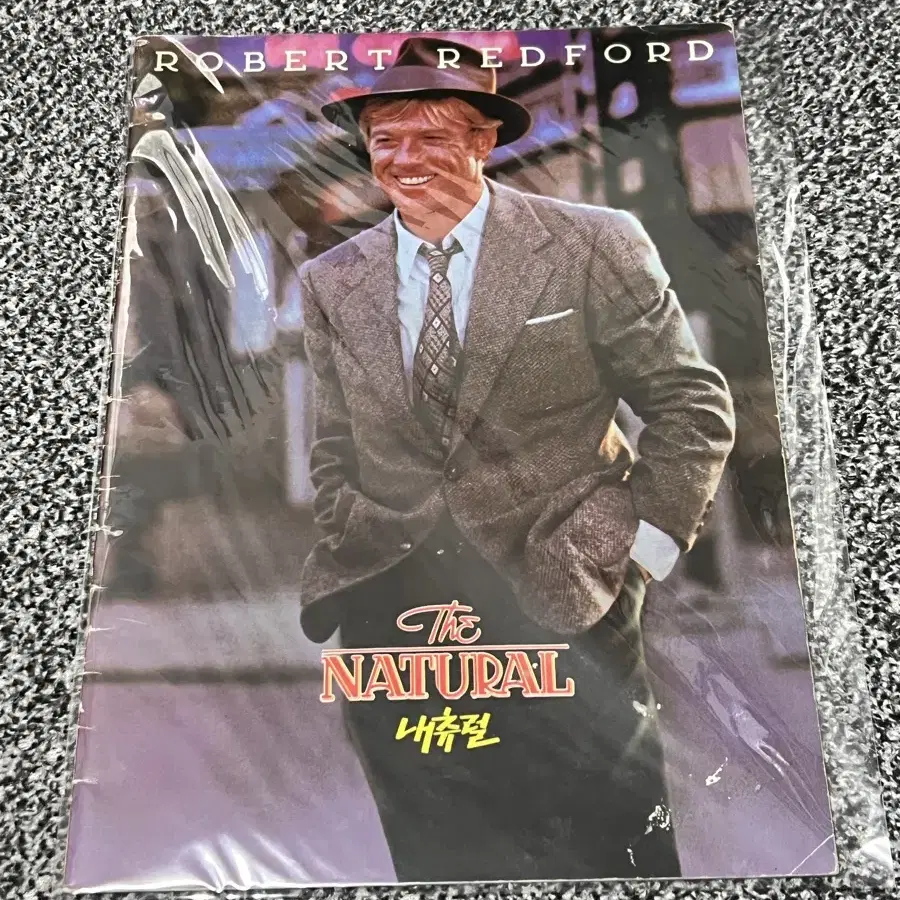 ROBERT REDFORD
The
NATURAL
내츄럴